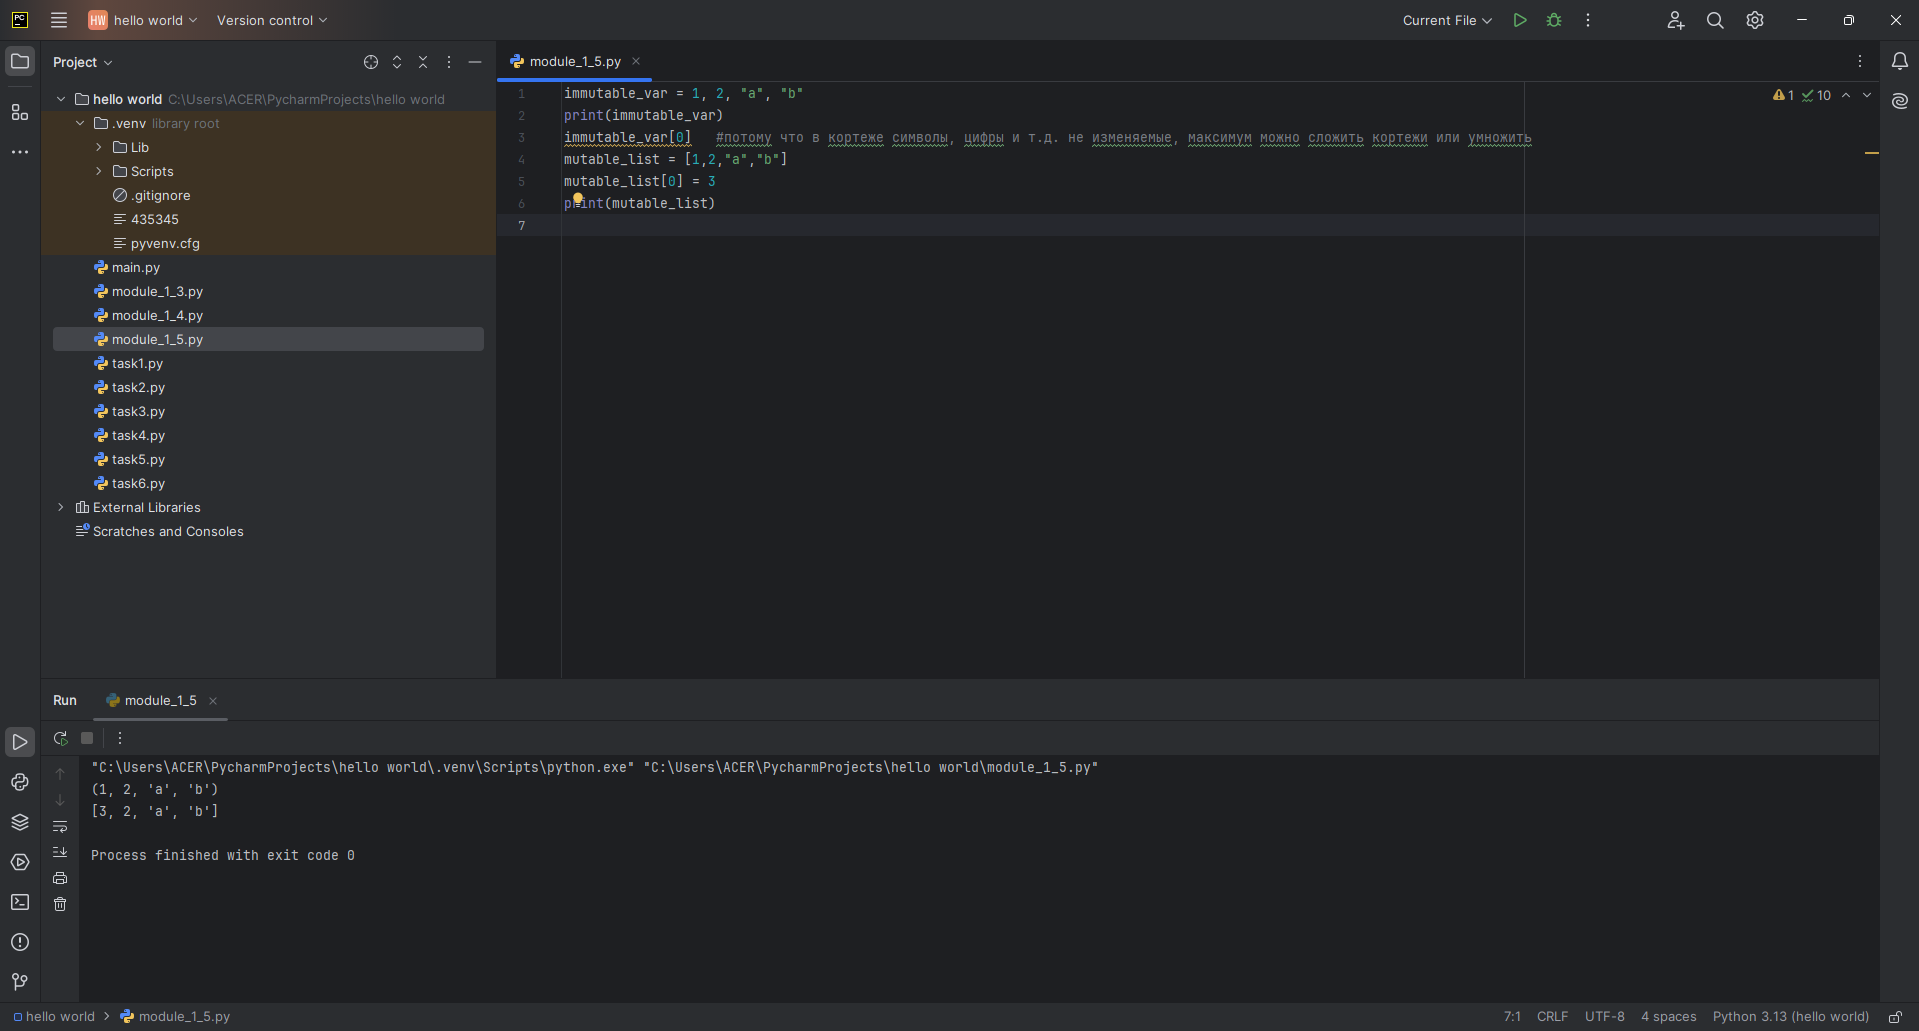 PC
HW hello world Version control Current File
Project
module_1_5.py
hello world C:\Users\ACER\PycharmProjects\hello world
.venv library root
Lib
Scripts
.gitignore
435345
pyvenv.cfg
main.py
module_1_3.py
module_1_4.py
module_1_5.py
task1.py
task2.py
task3.py
task4.py
task5.py
task6.py
External Libraries
Scratches and Consoles
1 immutable_var = 1, 2, "a", "b"
2 print(immutable_var)
3 immutable_var[0] #потому что в кортеже символы, цифры и т.д. не изменяемые, максимум можно сложить кортежи или умножить
4 mutable_list = [1,2,"a","b"]
5 mutable_list[0] = 3
6 print(mutable_list)
7
1 10
Run module_1_5
"C:\Users\ACER\PycharmProjects\hello world\.venv\Scripts\python.exe" "C:\Users\ACER\PycharmProjects\hello world\module_1_5.py"
(1, 2, 'a', 'b')
[3, 2, 'a', 'b']
Process finished with exit code 0
hello world module_1_5.py 7:1 CRLF UTF-8 4 spaces Python 3.13 (hello world)